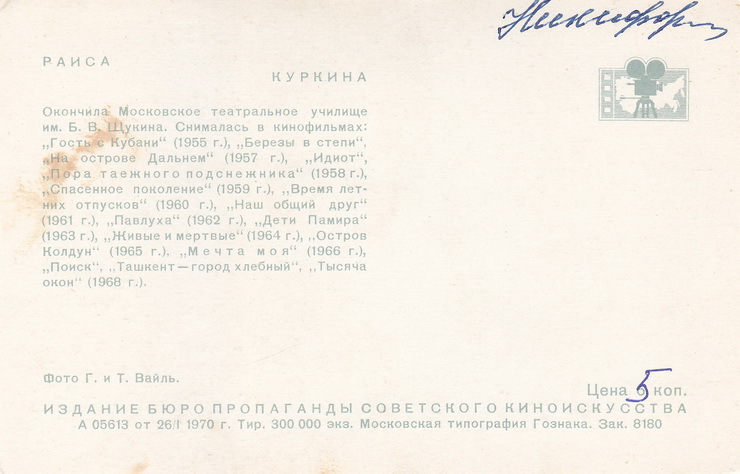 Никифор
РАИСА
КУРКИНА
Окончила Московское театральное училище
им. Б. В. Щукина. Снималась в кинофильмах:
„Гость с Кубани“ (1955 г.), „Березы в степи“,
„На острове Дальнем“ (1957 г.), „Идиот“,
„Пора таежного подснежника“ (1958 г.),
„Спасенное поколение“ (1959 г.), „Время лет-
них отпусков“ (1960 г.), „Наш общий друг“
(1961 г.), „Павлуха“ (1962 г.), „Дети Памира“
(1963 г.), „Живые и мертвые“ (1964 г.), „Остров
Колдун“ (1965 г.), „Мечта моя“ (1966 г.),
„Поиск“, „Ташкент — город хлебный“, „Тысяча
окон“ (1968 г.).
Фото Г. и Т. Вайль.
Цена 5 коп.
ИЗДАНИЕ БЮРО ПРОПАГАНДЫ СОВЕТСКОГО КИНОИСКУССТВА
А 05613 от 26/I 1970 г. Тир. 300 000 экз. Московская типография Гознака. Зак. 8180